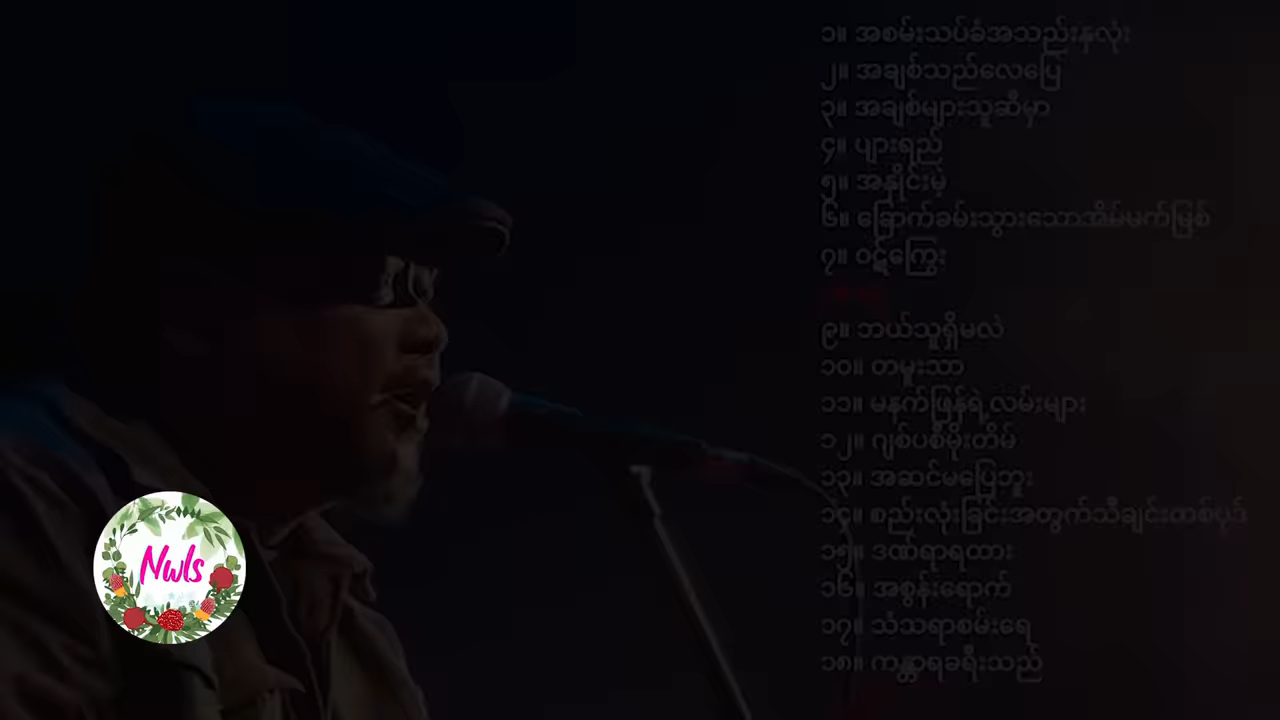 ၁။ အစမ်းသပ်ခံအသည်းနှလုံး
၂။ အချစ်သည်လေပြေ
၃။ အချစ်များသူဆီမှာ
၄။ ပျားရည်
၅။ အနှိုင်းမဲ့
၆။ ခြောက်ခမ်းသွားသောအိမ်မက်မြစ်
၇။ ဝဋ်ကြွေး
၉။ ဘယ်သူရှိမလဲ
၁၀။ တမူးသာ
၁၁။ မနက်ဖြန်ရဲ့လမ်းများ
၁၂။ ဂျစ်ပစီမိုးတိမ်
၁၃။ အဆင်မပြေဘူး
၁၄။ စည်းလုံးခြင်းအတွက်သီချင်းတစ်ပုဒ်
၁၅။ ဒဏ်ရာရထား
၁၆။ အစွန်းရောက်
၁၇။ သံသရာစမ်းရေ
၁၈။ ကန္တာရခရီးသည်
Nwls